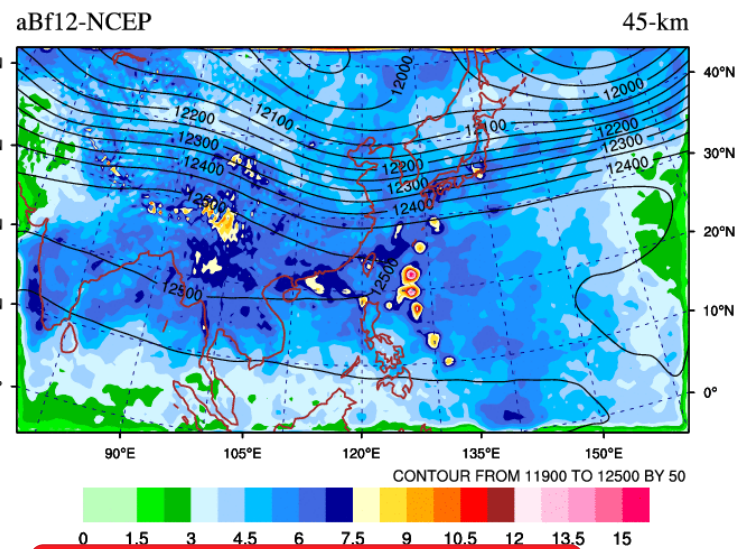 aBf12-NCEP 45-km
12000
12000
12200 12100
12100 12200
12300 12300
12400 12200 12400
12300
12400
12500
12500
12500
40°N
30°N
20°N
10°N
0°
90°E 105°E 120°E 135°E 150°E
CONTOUR FROM 11900 TO 12500 BY 50
0 1.5 3 4.5 6 7.5 9 10.5 12 13.5 15